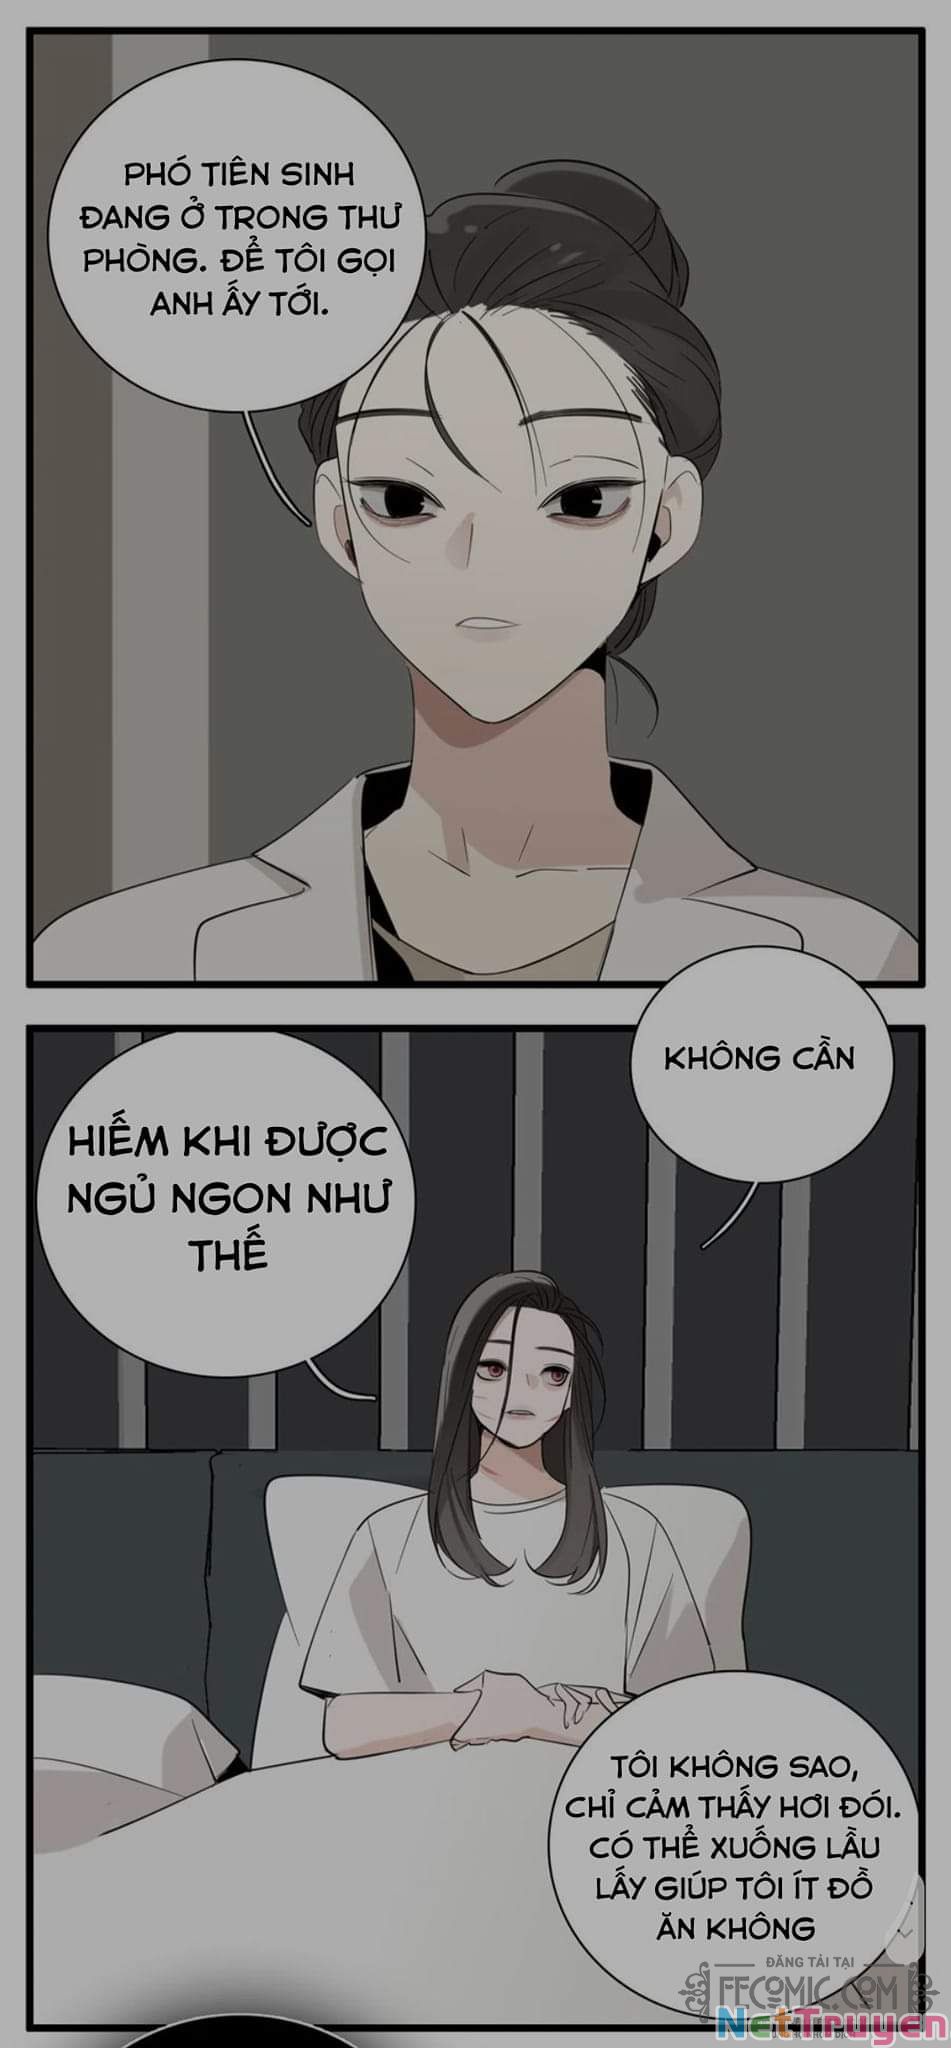 PHÓ TIÊN SINH
ĐANG Ở TRONG THƯ
PHÒNG. ĐỂ TÔI GỌI
ANH ẤY TỚI.
KHÔNG CẦN
HIẾM KHI ĐƯỢC
NGỦ NGON NHƯ
THẾ
TÔI KHÔNG SAO,
CHỈ CẢM THẤY HƠI ĐÓI.
CÓ THỂ XUỐNG LẦU
LẤY GIÚP TÔI ÍT ĐỒ
ĂN KHÔNG
ĐĂNG TẢI TẠI
FFCOMIC.COM
NetTruyen